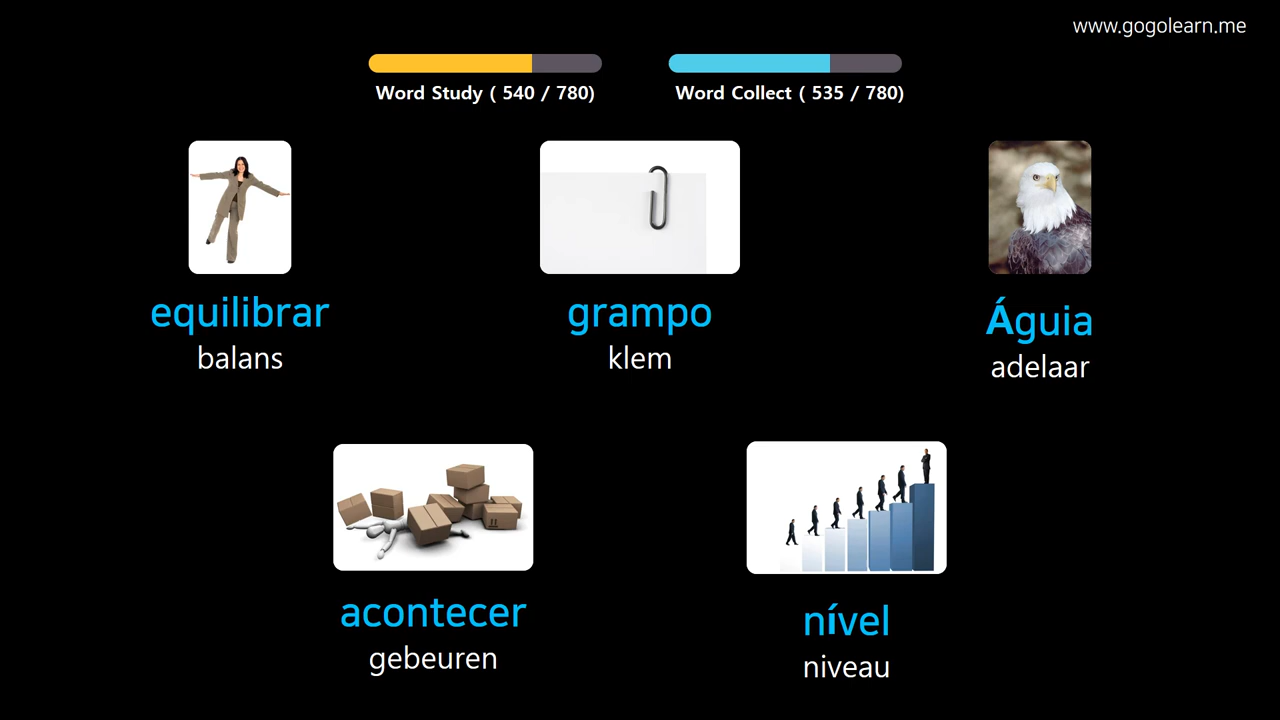 www.gogolearn.me
Word Study ( 540 / 780)
Word Collect ( 535 / 780)
equilibrar
balans
grampo
klem
Águia
adelaar
acontecer
gebeuren
nível
niveau